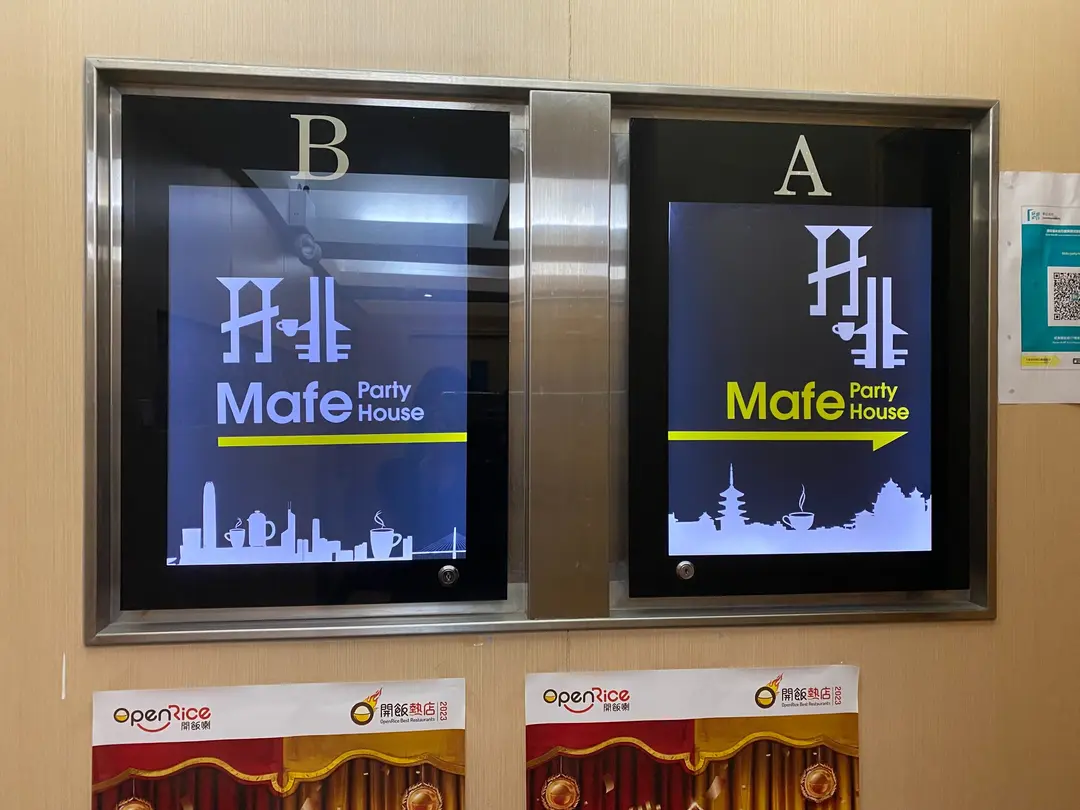 B
Mafe Party
House
A
Mafe Party
House
OpenRice
開飯喇
開飯熱店
OpenRice Best Restaurants
2023
OpenRice
開飯喇
開飯熱店
OpenRice Best Restaurants
2023